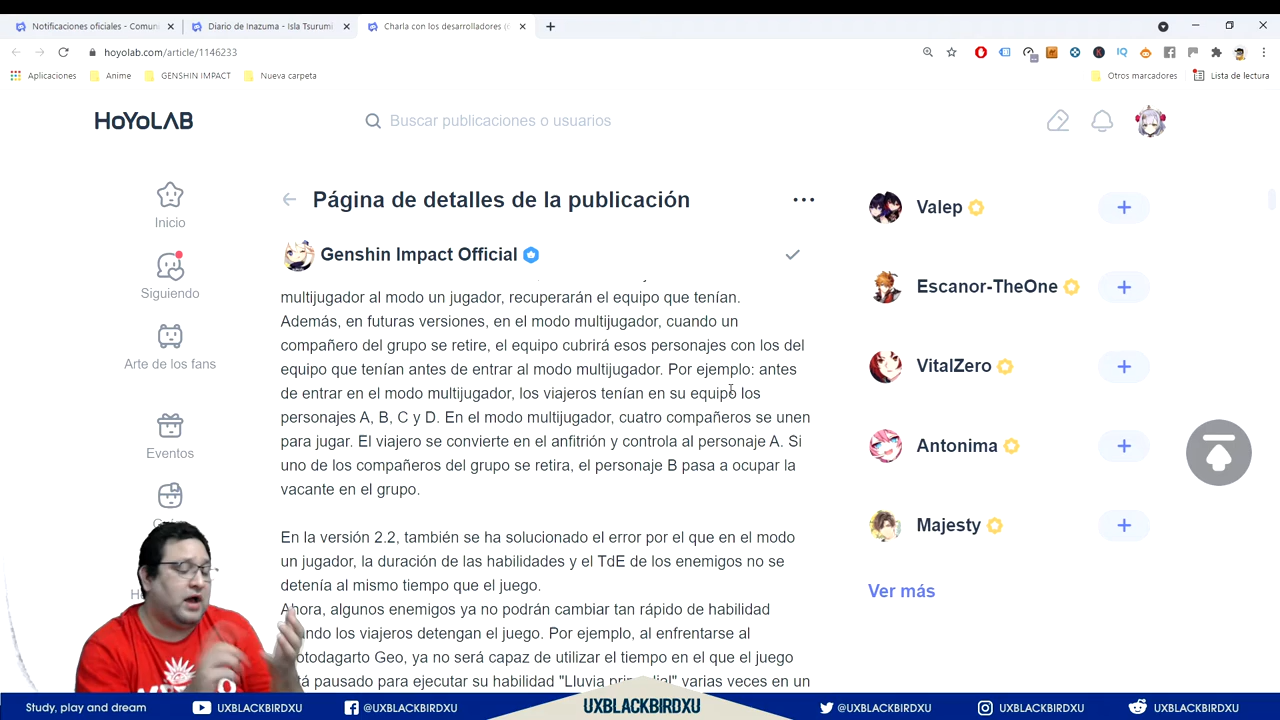 Notificaciones oficiales - Comuni
Diario de Inazuma - Isla Tsurumi
Charla con los desarrolladores (6
hoyolab.com/article/1146233
Aplicaciones
Anime
GENSHIN IMPACT
Nueva carpeta
Otros marcadores
Lista de lectura
HoYoLAB
Buscar publicaciones o usuarios
Inicio
Siguiendo
Arte de los fans
Eventos
Página de detalles de la publicación
Genshin Impact Official
multijugador al modo un jugador, recuperarán el equipo que tenían.
Además, en futuras versiones, en el modo multijugador, cuando un
compañero del grupo se retire, el equipo cubrirá esos personajes con los del
equipo que tenían antes de entrar al modo multijugador. Por ejemplo: antes
de entrar en el modo multijugador, los viajeros tenían en su equipo los
personajes A, B, C y D. En el modo multijugador, cuatro compañeros se unen
para jugar. El viajero se convierte en el anfitrión y controla al personaje A. Si
uno de los compañeros del grupo se retira, el personaje B pasa a ocupar la
vacante en el grupo.
En la versión 2.2, también se ha solucionado el error por el que en el modo
un jugador, la duración de las habilidades y el TdE de los enemigos no se
detenía al mismo tiempo que el juego.
Ahora, algunos enemigos ya no podrán cambiar tan rápido de habilidad
ando los viajeros detengan el juego. Por ejemplo, al enfrentarse al
otodagarto Geo, ya no será capaz de utilizar el tiempo en el que el juego
tá pausado para ejecutar su habilidad "Lluvia primordial" varias veces en un
Valep
Escanor-TheOne
VitalZero
Antonima
Majesty
Ver más
Study, play and dream
UXBLACKBIRDXU
@UXBLACKBIRDXU
UXBLACKBIRDXU
@UXBLACKBIRDXU
UXBLACKBIRDXU
UXBLACKBIRDXU